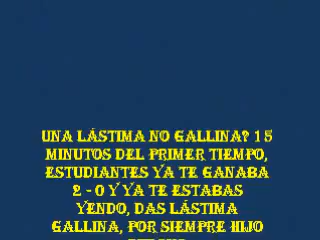 UNA LÁSTIMA NO GALLINA? 15
MINUTOS DEL PRIMER TIEMPO,
ESTUDIANTES YA TE GANABA
2 - 0 Y YA TE ESTABAS
YENDO, DAS LÁSTIMA
GALLINA, POR SIEMPRE HIJO